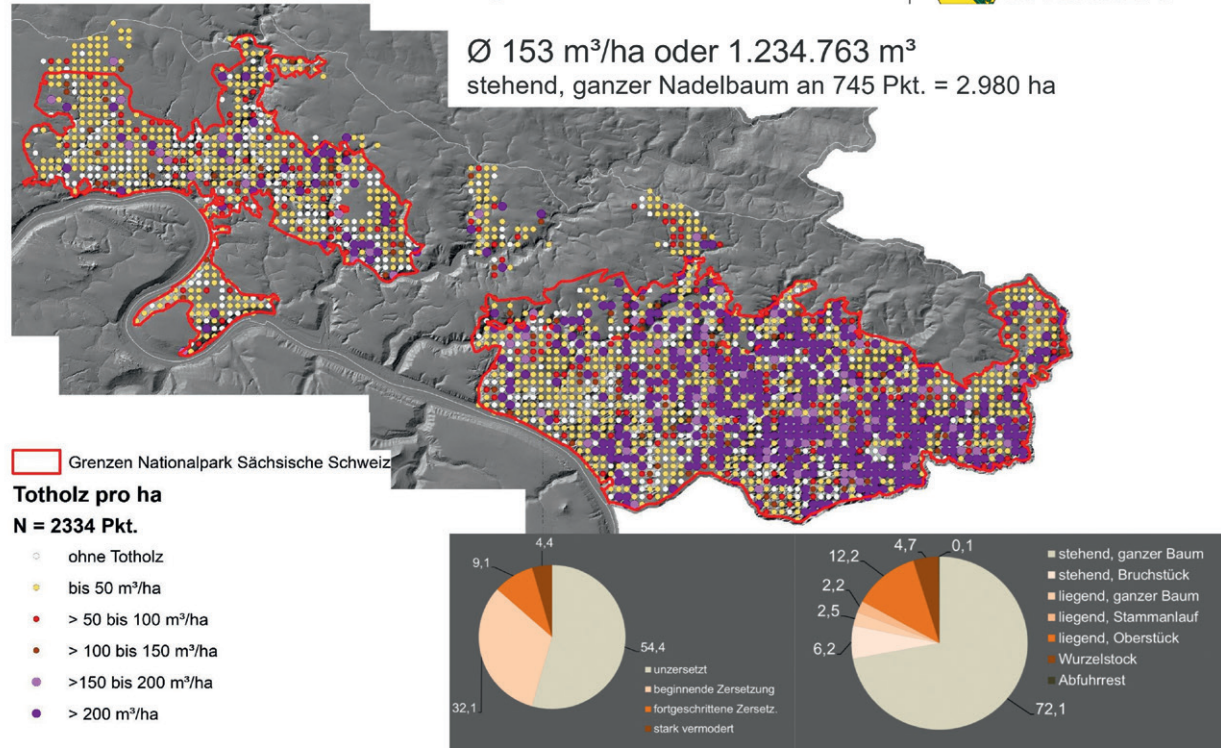 Ø 153 m³/ha oder 1.234.763 m³
stehend, ganzer Nadelbaum an 745 Pkt. = 2.980 ha
Grenzen Nationalpark Sächsische Schweiz
Totholz pro ha
N = 2334 Pkt.
ohne Totholz
bis 50 m³/ha
> 50 bis 100 m³/ha
> 100 bis 150 m³/ha
>150 bis 200 m³/ha
> 200 m³/ha
4,4
9,1
54,4
32,1
unzersetzt
beginnende Zersetzung
fortgeschrittene Zersetz.
stark vermodert
4,7
0,1
12,2
2,2
2,5
6,2
72,1
stehend, ganzer Baum
stehend, Bruchstück
liegend, ganzer Baum
liegend, Stammanlauf
liegend, Oberstück
Wurzelstock
Abfuhrrest